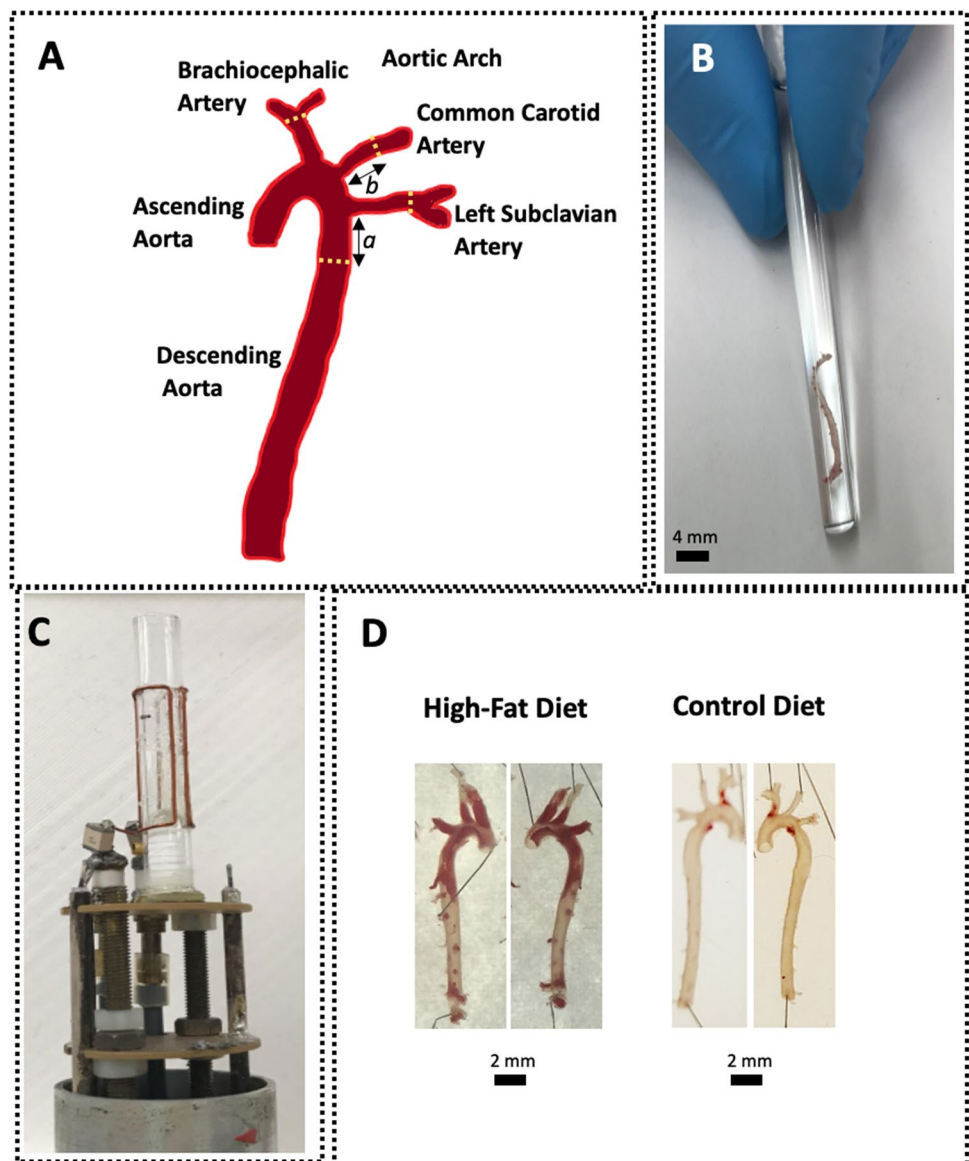 A
Aortic Arch
Brachiocephalic
Artery
Common Carotid
Artery
b
Ascending
Aorta
Left Subclavian
Artery
a
Descending
Aorta
B
4 mm
C
D
High-Fat Diet
Control Diet
2 mm
2 mm